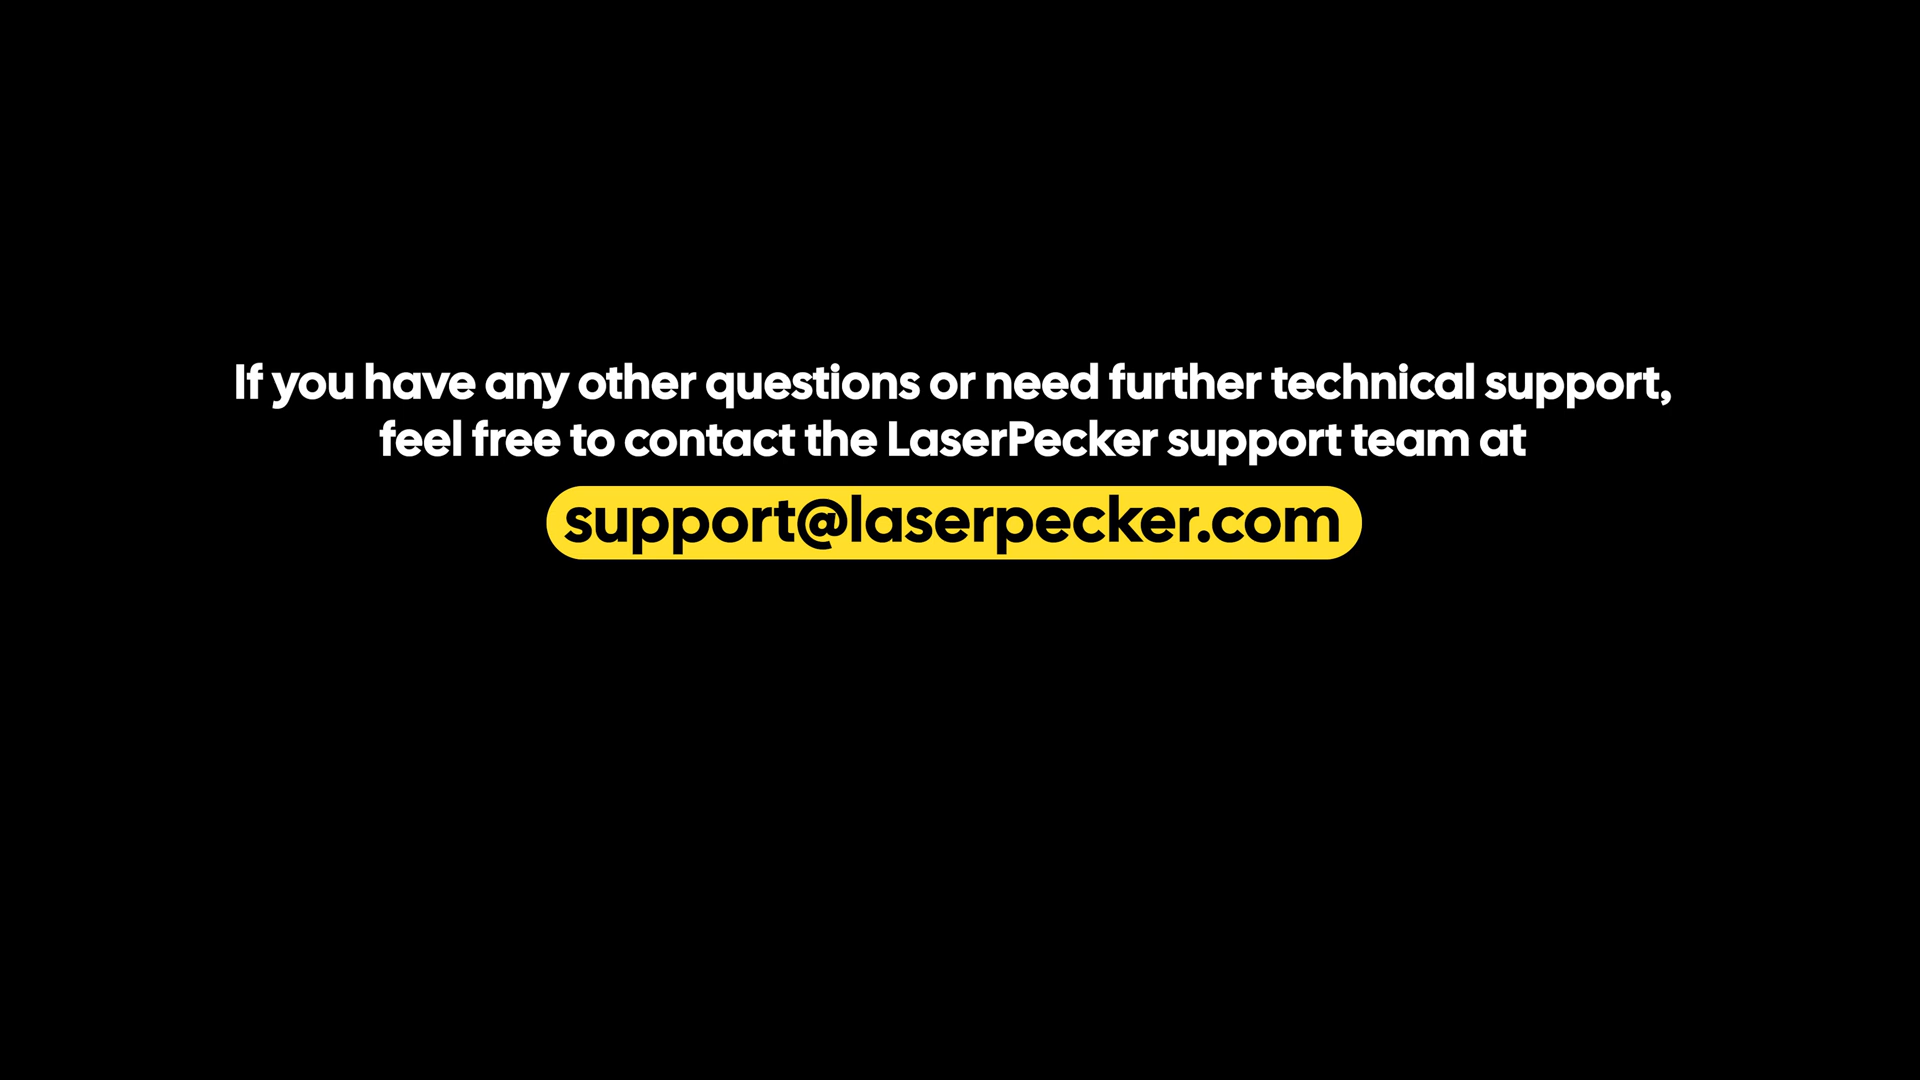 If you have any other questions or need further technical support,
feel free to contact the LaserPecker support team at
support@laserpecker.com